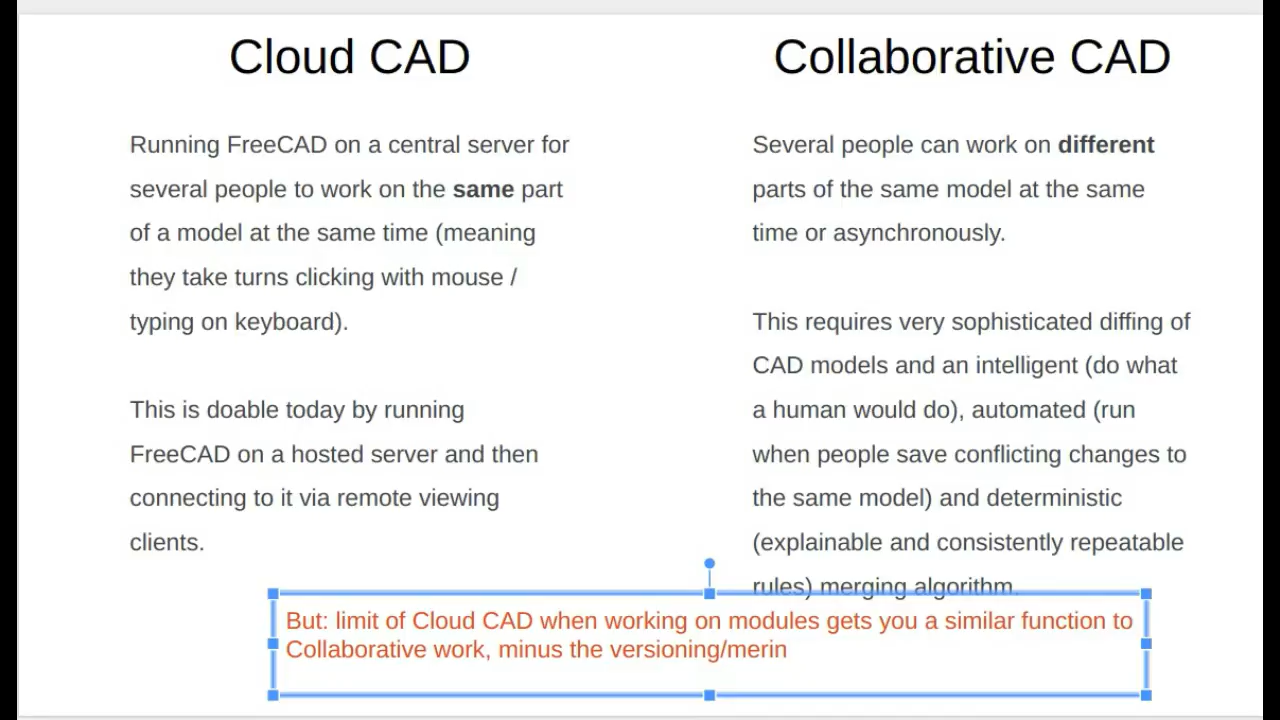 Cloud CAD
Running FreeCAD on a central server for
several people to work on the same part
of a model at the same time (meaning
they take turns clicking with mouse /
typing on keyboard).
This is doable today by running
FreeCAD on a hosted server and then
connecting to it via remote viewing
clients.
Collaborative CAD
Several people can work on different
parts of the same model at the same
time or asynchronously.
This requires very sophisticated diffing of
CAD models and an intelligent (do what
a human would do), automated (run
when people save conflicting changes to
the same model) and deterministic
(explainable and consistently repeatable
rules) merging algorithm.
But: limit of Cloud CAD when working on modules gets you a similar function to
Collaborative work, minus the versioning/merin